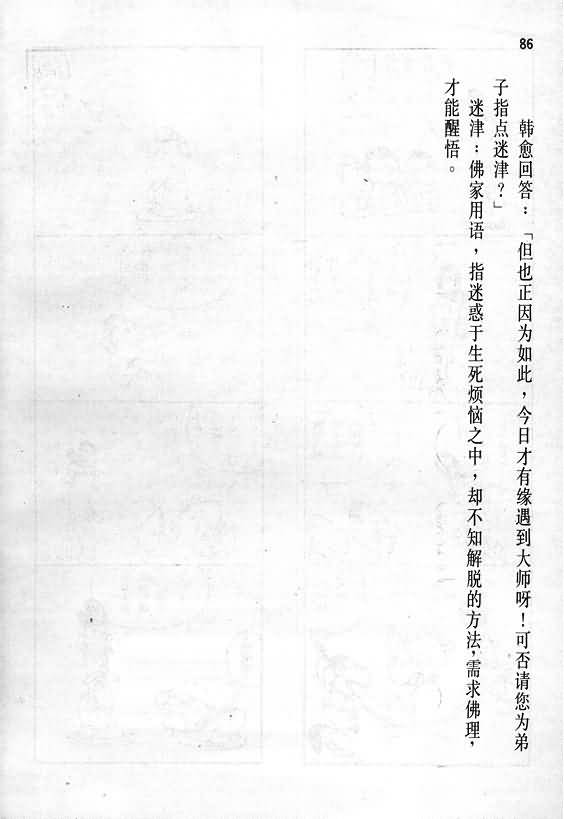 86
韩愈回答：「但也正因为如此，今日才有缘遇到大师呀！可否请您为弟
子指点迷津？」
迷津：佛家用语，指迷惑于生死烦恼之中，却不知解脱的方法，需求佛理，
才能醒悟。